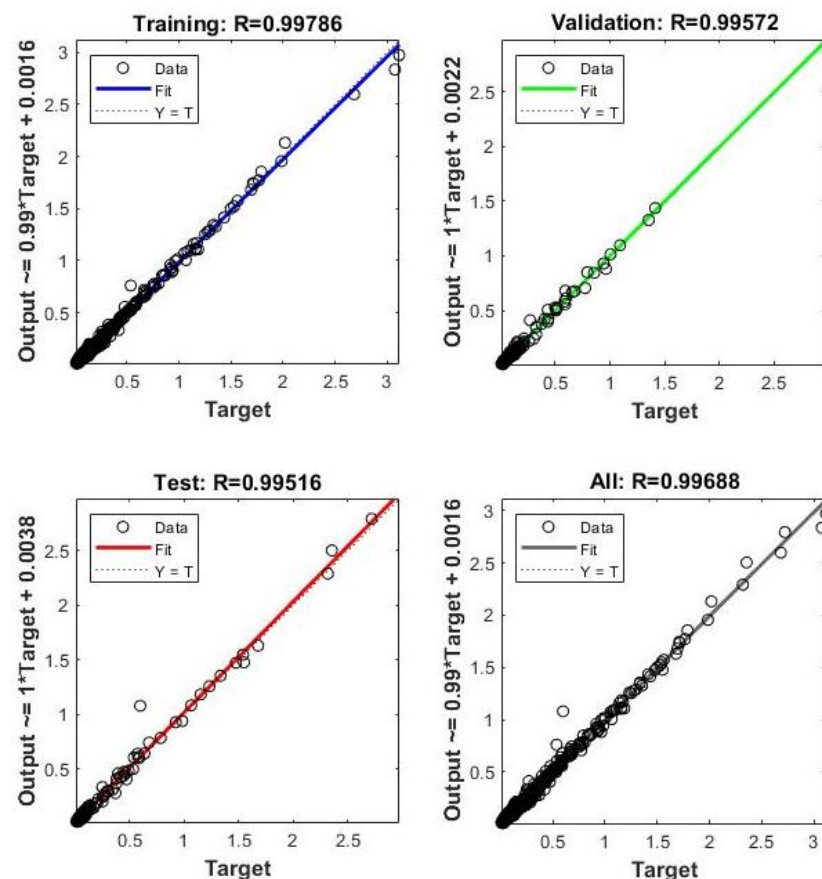 Training: R=0.99786
Output ~= 0.99*Target + 0.0016
3
2.5
2
1.5
1
0.5
Data
Fit
Y = T
0.5 1 1.5 2 2.5 3
Target
Validation: R=0.99572
Output ~= 1*Target + 0.0022
2.5
2
1.5
1
0.5
Data
Fit
Y = T
0.5 1 1.5 2 2.5
Target
Test: R=0.99516
Output ~= 1*Target + 0.0038
2.5
2
1.5
1
0.5
Data
Fit
Y = T
0.5 1 1.5 2 2.5
Target
All: R=0.99688
Output ~= 0.99*Target + 0.0016
3
2.5
2
1.5
1
0.5
Data
Fit
Y = T
0.5 1 1.5 2 2.5 3
Target